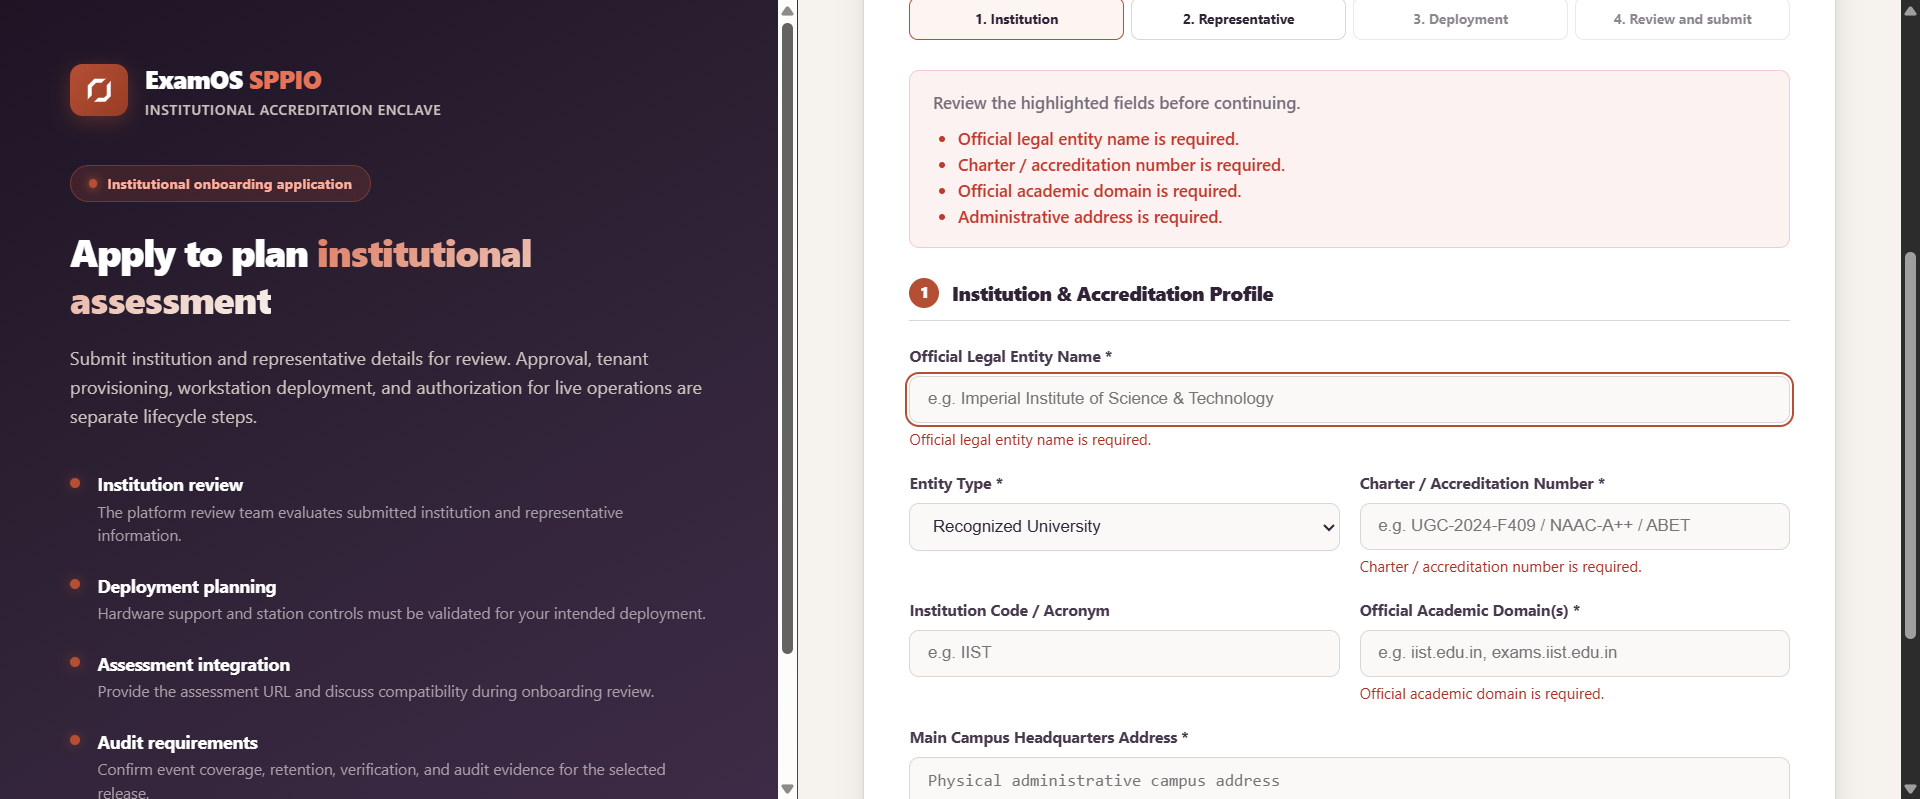 ExamOS SPPIO
INSTITUTIONAL ACCREDITATION ENCLAVE
Institutional onboarding application
Apply to plan institutional
assessment
Submit institution and representative details for review. Approval, tenant
provisioning, workstation deployment, and authorization for live operations are
separate lifecycle steps.
Institution review
The platform review team evaluates submitted institution and representative
information.
Deployment planning
Hardware support and station controls must be validated for your intended deployment.
Assessment integration
Provide the assessment URL and discuss compatibility during onboarding review.
Audit requirements
Confirm event coverage, retention, verification, and audit evidence for the selected
release.
1. Institution
2. Representative
3. Deployment
4. Review and submit
Review the highlighted fields before continuing.
Official legal entity name is required.
Charter / accreditation number is required.
Official academic domain is required.
Administrative address is required.
1 Institution & Accreditation Profile
Official Legal Entity Name *
e.g. Imperial Institute of Science & Technology
Official legal entity name is required.
Entity Type *
Recognized University
Charter / Accreditation Number *
e.g. UGC-2024-F409 / NAAC-A++ / ABET
Charter / accreditation number is required.
Institution Code / Acronym
e.g. IIST
Official Academic Domain(s) *
e.g. iist.edu.in, exams.iist.edu.in
Official academic domain is required.
Main Campus Headquarters Address *
Physical administrative campus address